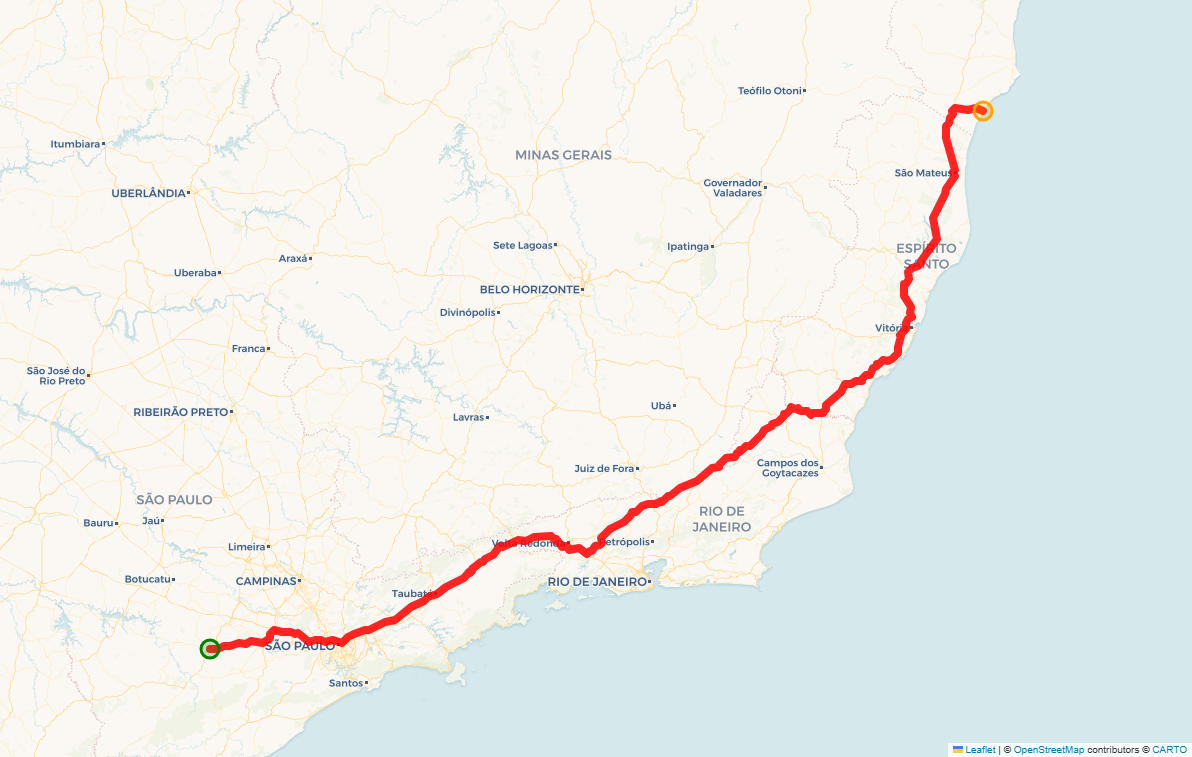 Teófilo Otoni
Itumbiara
MINAS GERAIS
São Mateus
UBERLÂNDIA
Governador
Valadares
Sete Lagoas
Ipatinga
ESPÍRITO
SANTO
Araxá
Uberaba
BELO HORIZONTE
Divinópolis
Vitória
Franca
São José do
Rio Preto
RIBEIRÃO PRETO
Ubá
Lavras
Juiz de Fora
Campos dos
Goytacazes
SÃO PAULO
RIO DE
JANEIRO
Bauru
Jaú
Volta Redonda
Petrópolis
Limeira
Botucatu
CAMPINAS
RIO DE JANEIRO
Taubaté
SÃO PAULO
Santos
Leaflet | © OpenStreetMap contributors © CARTO